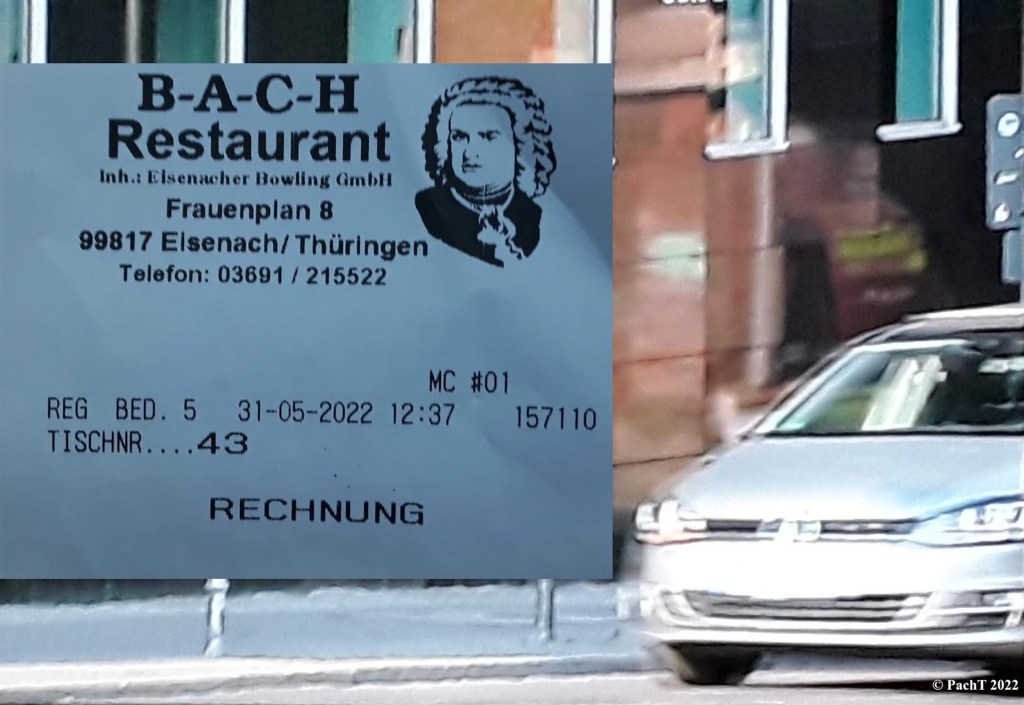 B-A-C-H
Restaurant
Inh.: Eisenacher Bowling GmbH
Frauenplan 8
99817 Eisenach/Thüringen
Telefon: 03691 / 215522
MC #01
REG BED. 5 31-05-2022 12:37 157110
TISCHNR....43
RECHNUNG
© PachT 2022